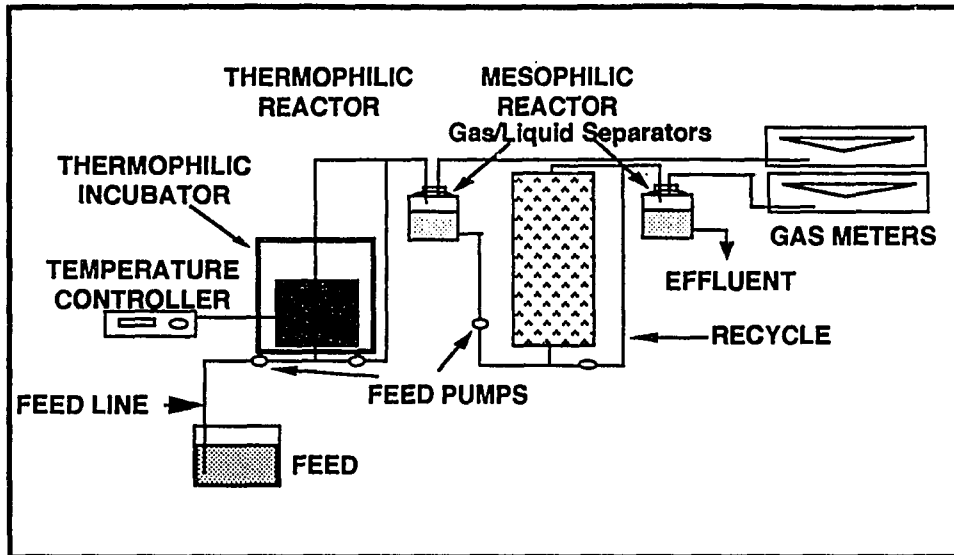 THERMOPHILIC
REACTOR
MESOPHILIC
REACTOR
Gas/Liquid Separators
THERMOPHILIC
INCUBATOR
GAS METERS
TEMPERATURE
CONTROLLER
EFFLUENT
RECYCLE
FEED PUMPS
FEED LINE
FEED